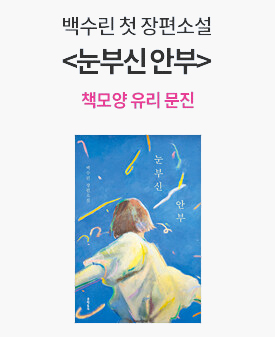 백수린 첫 장편소설
<눈부신 안부>
책모양 유리 문진
눈부신
안부
백수린 장편소설
문학동네